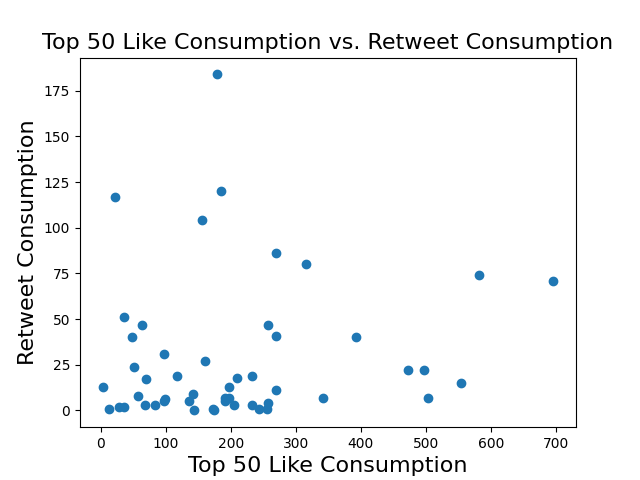 Top 50 Like Consumption vs. Retweet Consumption
175
150
125
100
75
50
25
0
Retweet Consumption
0 100 200 300 400 500 600 700
Top 50 Like Consumption